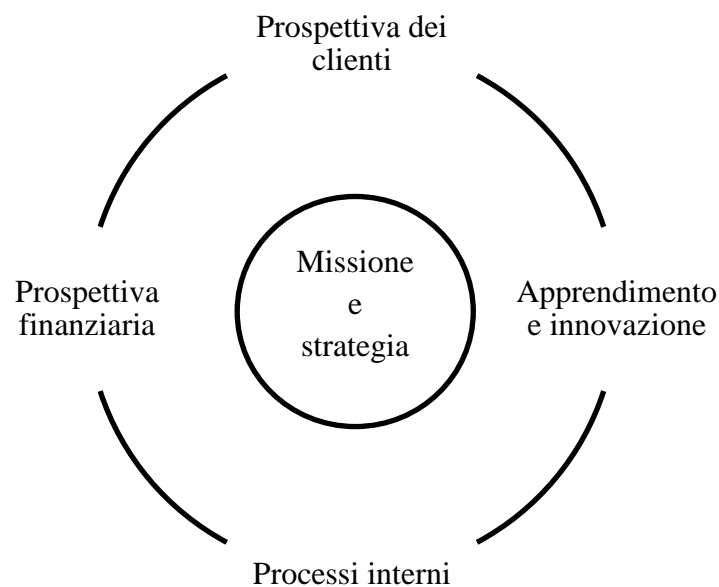 Prospettiva dei
clienti
Prospettiva
finanziaria
Missione
e
strategia
Apprendimento
e innovazione
Processi interni